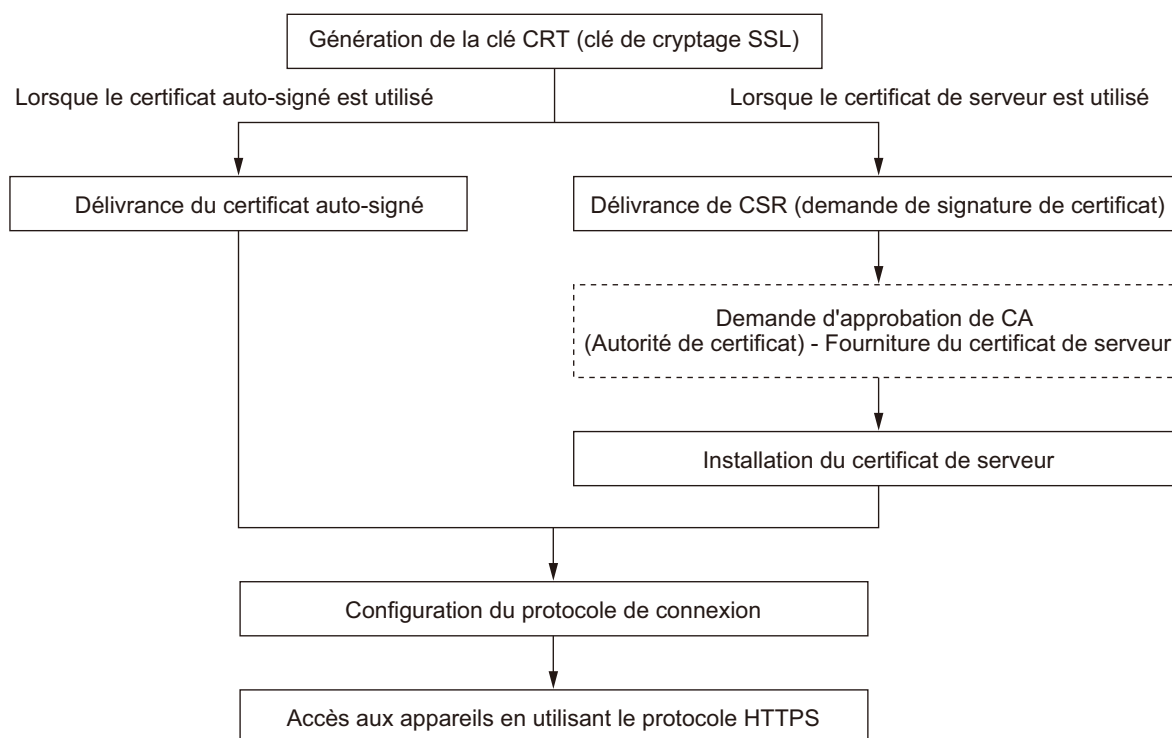 Génération de la clé CRT (clé de cryptage SSL)
Lorsque le certificat auto-signé est utilisé
Lorsque le certificat de serveur est utilisé
Délivrance du certificat auto-signé
Délivrance de CSR (demande de signature de certificat)
Demande d'approbation de CA
(Autorité de certificat) - Fourniture du certificat de serveur
Installation du certificat de serveur
Configuration du protocole de connexion
Accès aux appareils en utilisant le protocole HTTPS